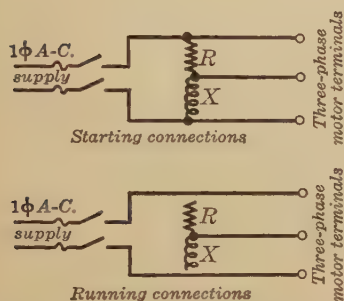 1ϕ A-C.
supply
R
X
Three-phase
motor terminals
Starting connections
1ϕ A-C.
supply
R
X
Three-phase
motor terminals
Running connections